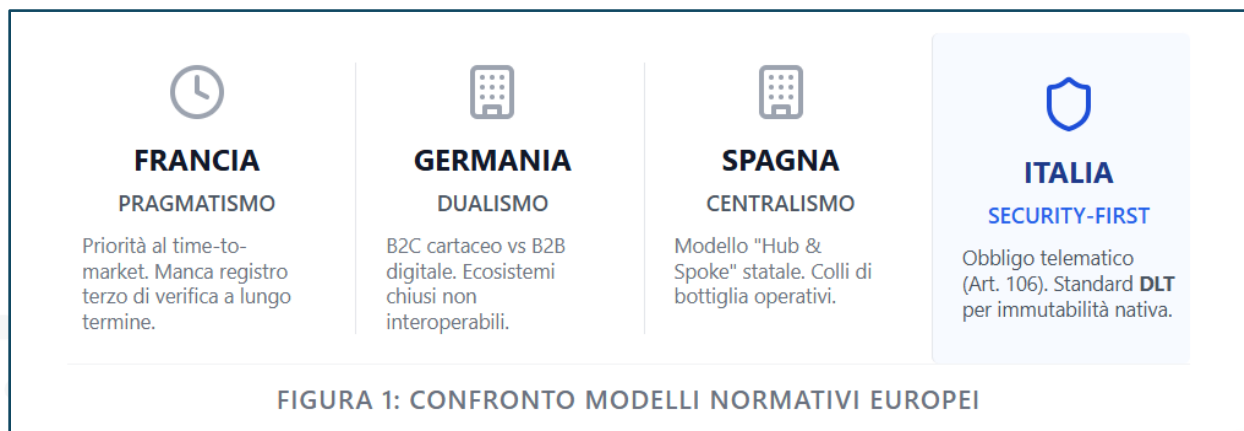 FRANCIA
PRAGMATISMO
Priorità al time-to-
market. Manca registro
terzo di verifica a lungo
termine.
GERMANIA
DUALISMO
B2C cartaceo vs B2B
digitale. Ecosistemi
chiusi non
interoperabili.
SPAGNA
CENTRALISMO
Modello "Hub &
Spoke" statale. Colli di
bottiglia operativi.
ITALIA
SECURITY-FIRST
Obbligo telematico
(Art. 106). Standard DLT
per immutabilità nativa.
FIGURA 1: CONFRONTO MODELLI NORMATIVI EUROPEI